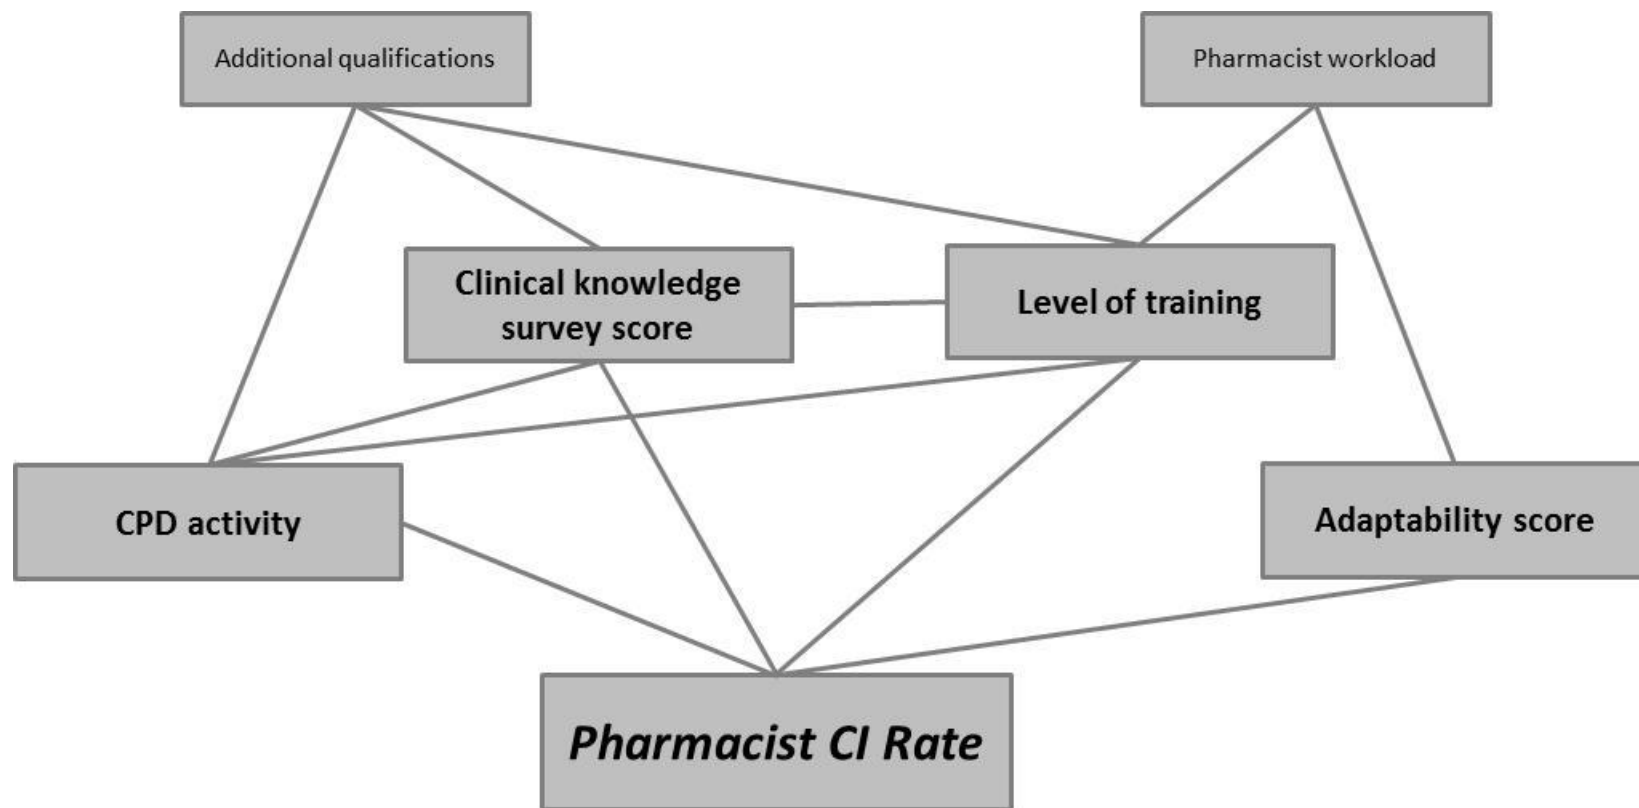 Additional qualifications
Pharmacist workload
Clinical knowledge
survey score
Level of training
CPD activity
Adaptability score
Pharmacist CI Rate